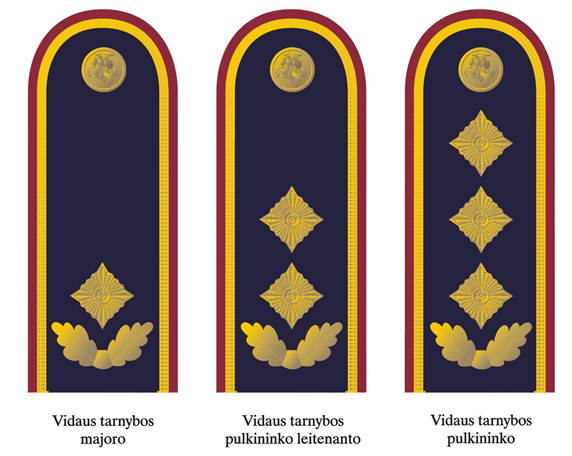 Vidaus tarnybos
majoro
Vidaus tarnybos
pulkininko leitenanto
Vidaus tarnybos
pulkininko